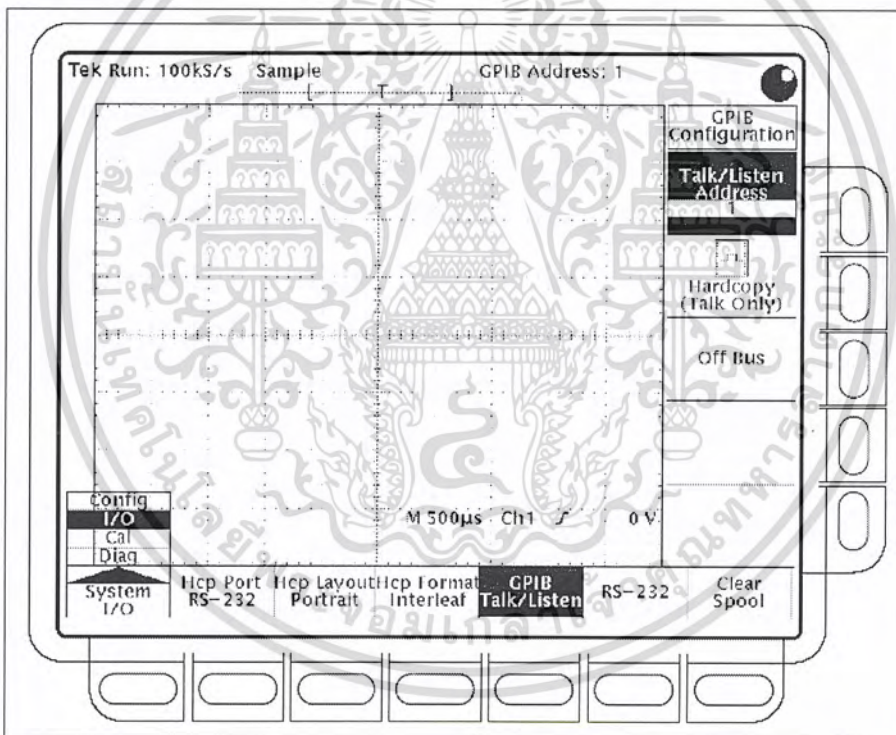 Tek Run: 100kS/s Sample
GPIB Address: 1
GPIB
Configuration
Talk/Listen
Address
1
Hardcopy
(Talk Only)
Off Bus
M 500µs Ch1 0 V
Config
I/O
Cal
Diag
System
I/O
Hcp Port
RS-232
Hcp Layout
Portrait
Hcp Format
Interleaf
GPIB
Talk/Listen
RS-232
Clear
Spool